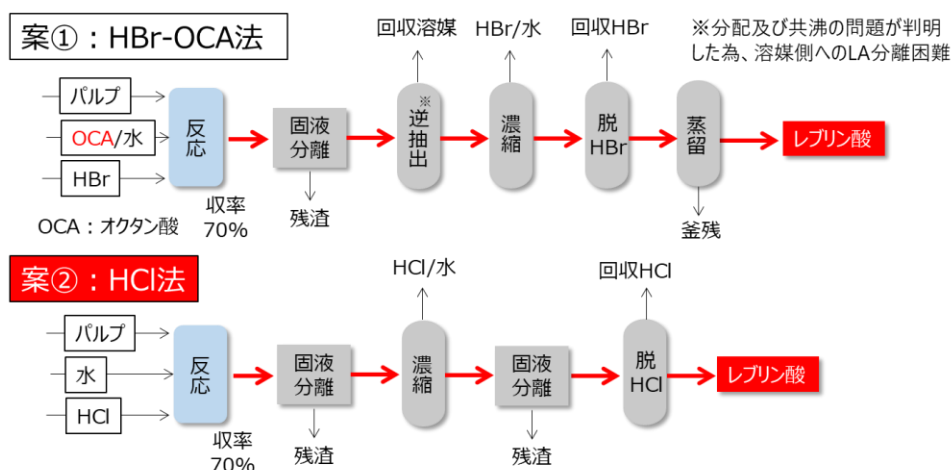 案①：HBr-OCA法
回収溶媒
HBr/水
回収HBr
※分配及び共沸の問題が判明
した為、溶媒側へのLA分離困難
パルプ
OCA/水
HBr
反応
収率
70%
固液
分離
残渣
※
逆抽出
濃縮
脱HBr
蒸留
釜残
レブリン酸
OCA：オクタン酸
案②：HCl法
HCl/水
回収HCl
パルプ
水
HCl
反応
収率
70%
固液
分離
残渣
濃縮
固液
分離
残渣
脱HCl
レブリン酸